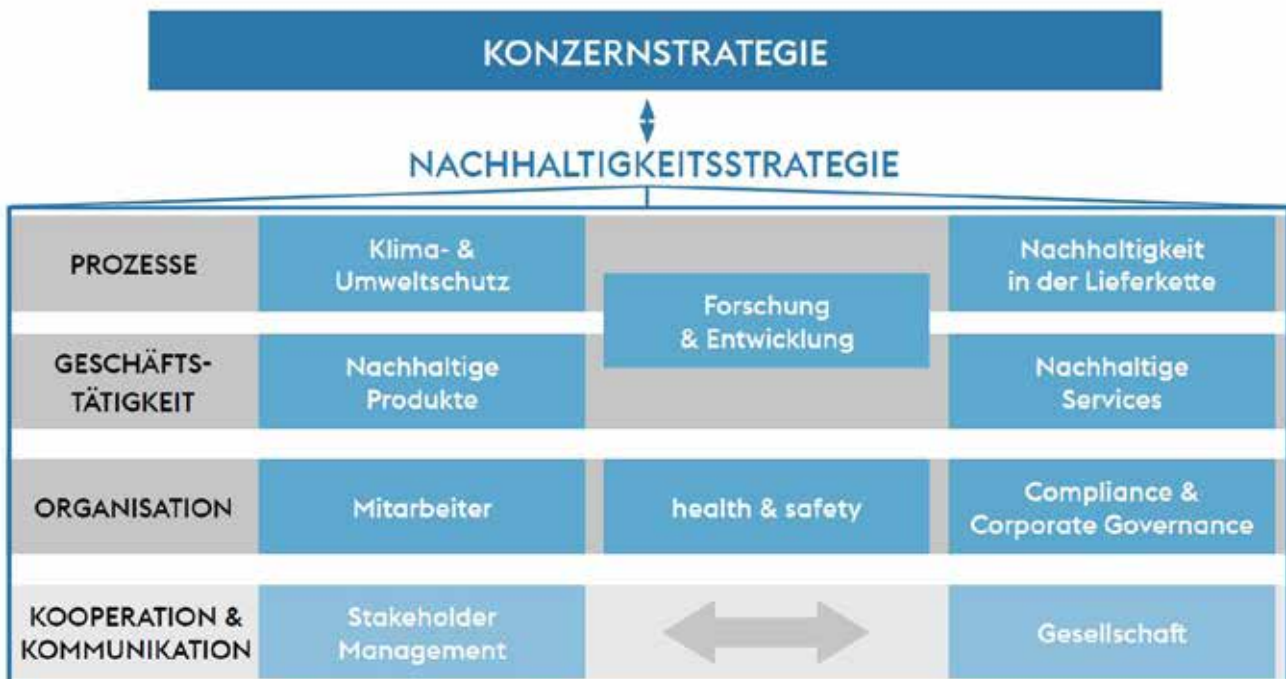 KONZERNSTRATEGIE
NACHHALTIGKEITSSTRATEGIE
PROZESSE
Klima- &
Umweltschutz
Forschung
& Entwicklung
Nachhaltigkeit
in der Lieferkette
GESCHÄFTS-
TÄTIGKEIT
Nachhaltige
Produkte
Nachhaltige
Services
ORGANISATION
Mitarbeiter
health & safety
Compliance &
Corporate Governance
KOOPERATION &
KOMMUNIKATION
Stakeholder
Management
Gesellschaft